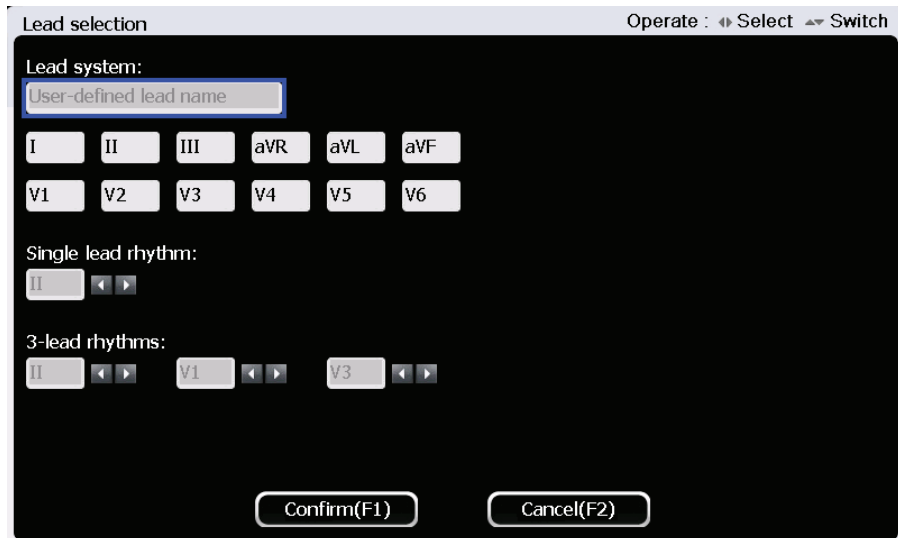 Lead selection Operate : ◂▸ Select ▴▾ Switch
Lead system:
User-defined lead name
I II III aVR aVL aVF
V1 V2 V3 V4 V5 V6
Single lead rhythm:
II
3-lead rhythms:
II V1 V3
Confirm(F1) Cancel(F2)